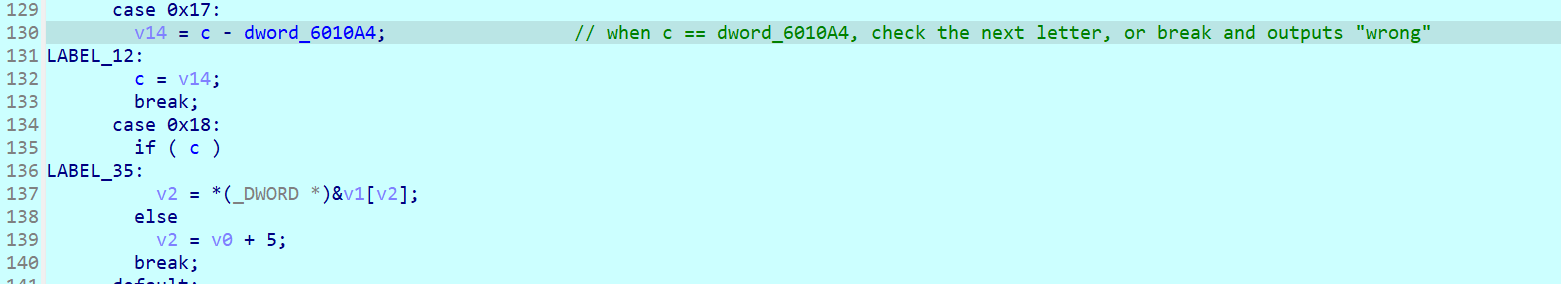 129 case 0x17:
130 v14 = c - dword_6010A4; // when c == dword_6010A4, check the next letter, or break and outputs "wrong"
131 LABEL_12:
132 c = v14;
133 break;
134 case 0x18:
135 if ( c )
136 LABEL_35:
137 v2 = *(_DWORD *)&v1[v2];
138 else
139 v2 = v0 + 5;
140 break;
141 default: